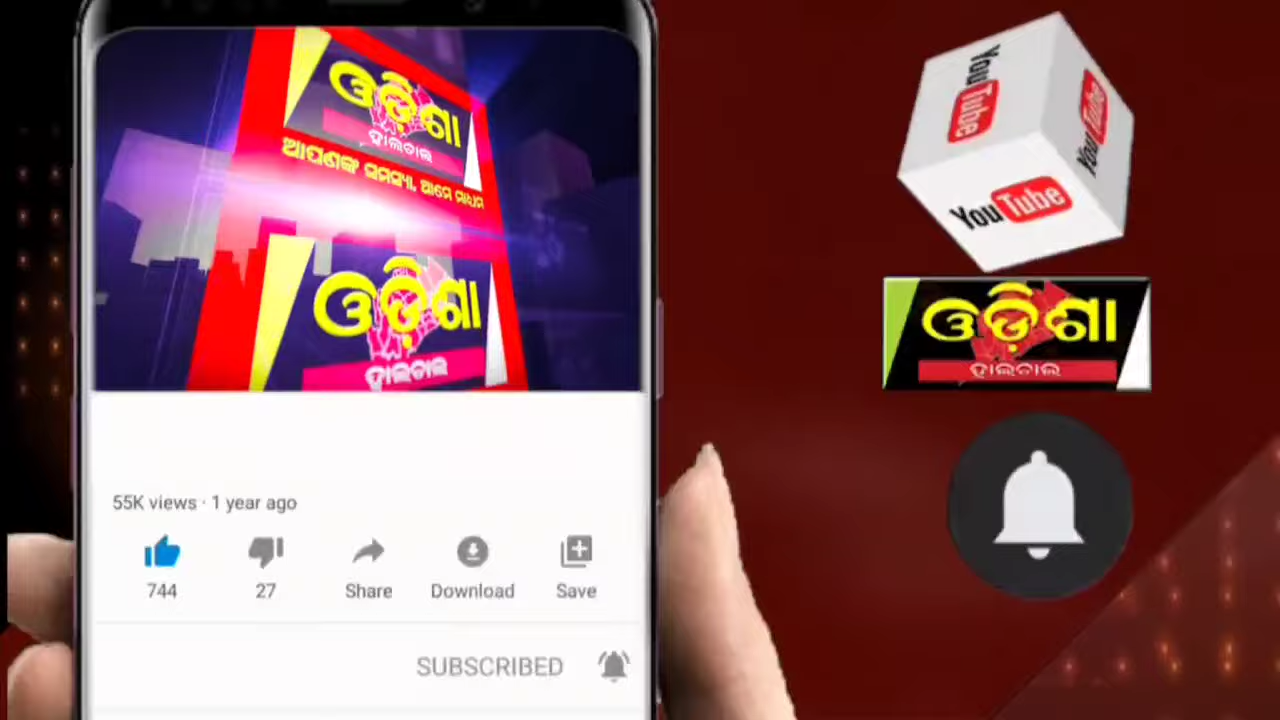 ଓଡ଼ିଶା
ହାଲଚାଲ
ଆପଣଙ୍କ ସମସ୍ୟା, ଆମେ ମାଧ୍ୟମ
ଓଡ଼ିଶା
ହାଲଚାଲ
55K views · 1 year ago
744
27
Share
Download
Save
SUBSCRIBED
YouTube
YouTube
YouTube
ଓଡ଼ିଶା
ହାଲଚାଲ